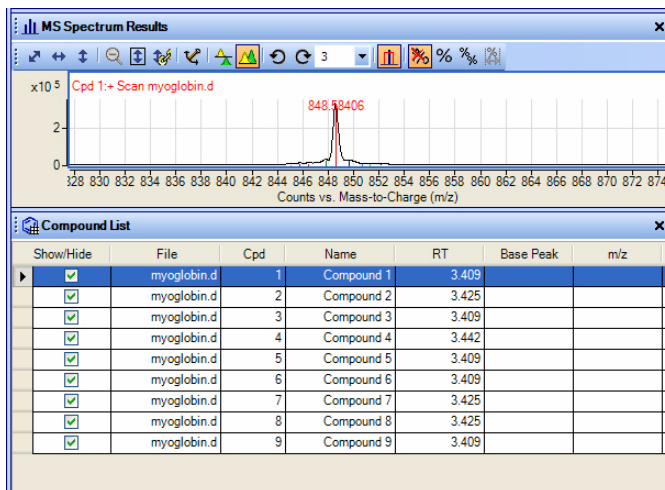 MS Spectrum Results
3
x10 5 Cpd 1:+ Scan myoglobin.d
848.58406
2
0
828 830 832 834 836 838 840 842 844 846 848 850 852 854 856 858 860 862 864 866 868 870 872 874
Counts vs. Mass-to-Charge (m/z)
Compound List
Show/Hide File Cpd Name RT Base Peak m/z
myoglobin.d 1 Compound 1 3.409
myoglobin.d 2 Compound 2 3.425
myoglobin.d 3 Compound 3 3.409
myoglobin.d 4 Compound 4 3.442
myoglobin.d 5 Compound 5 3.409
myoglobin.d 6 Compound 6 3.409
myoglobin.d 7 Compound 7 3.425
myoglobin.d 8 Compound 8 3.425
myoglobin.d 9 Compound 9 3.409